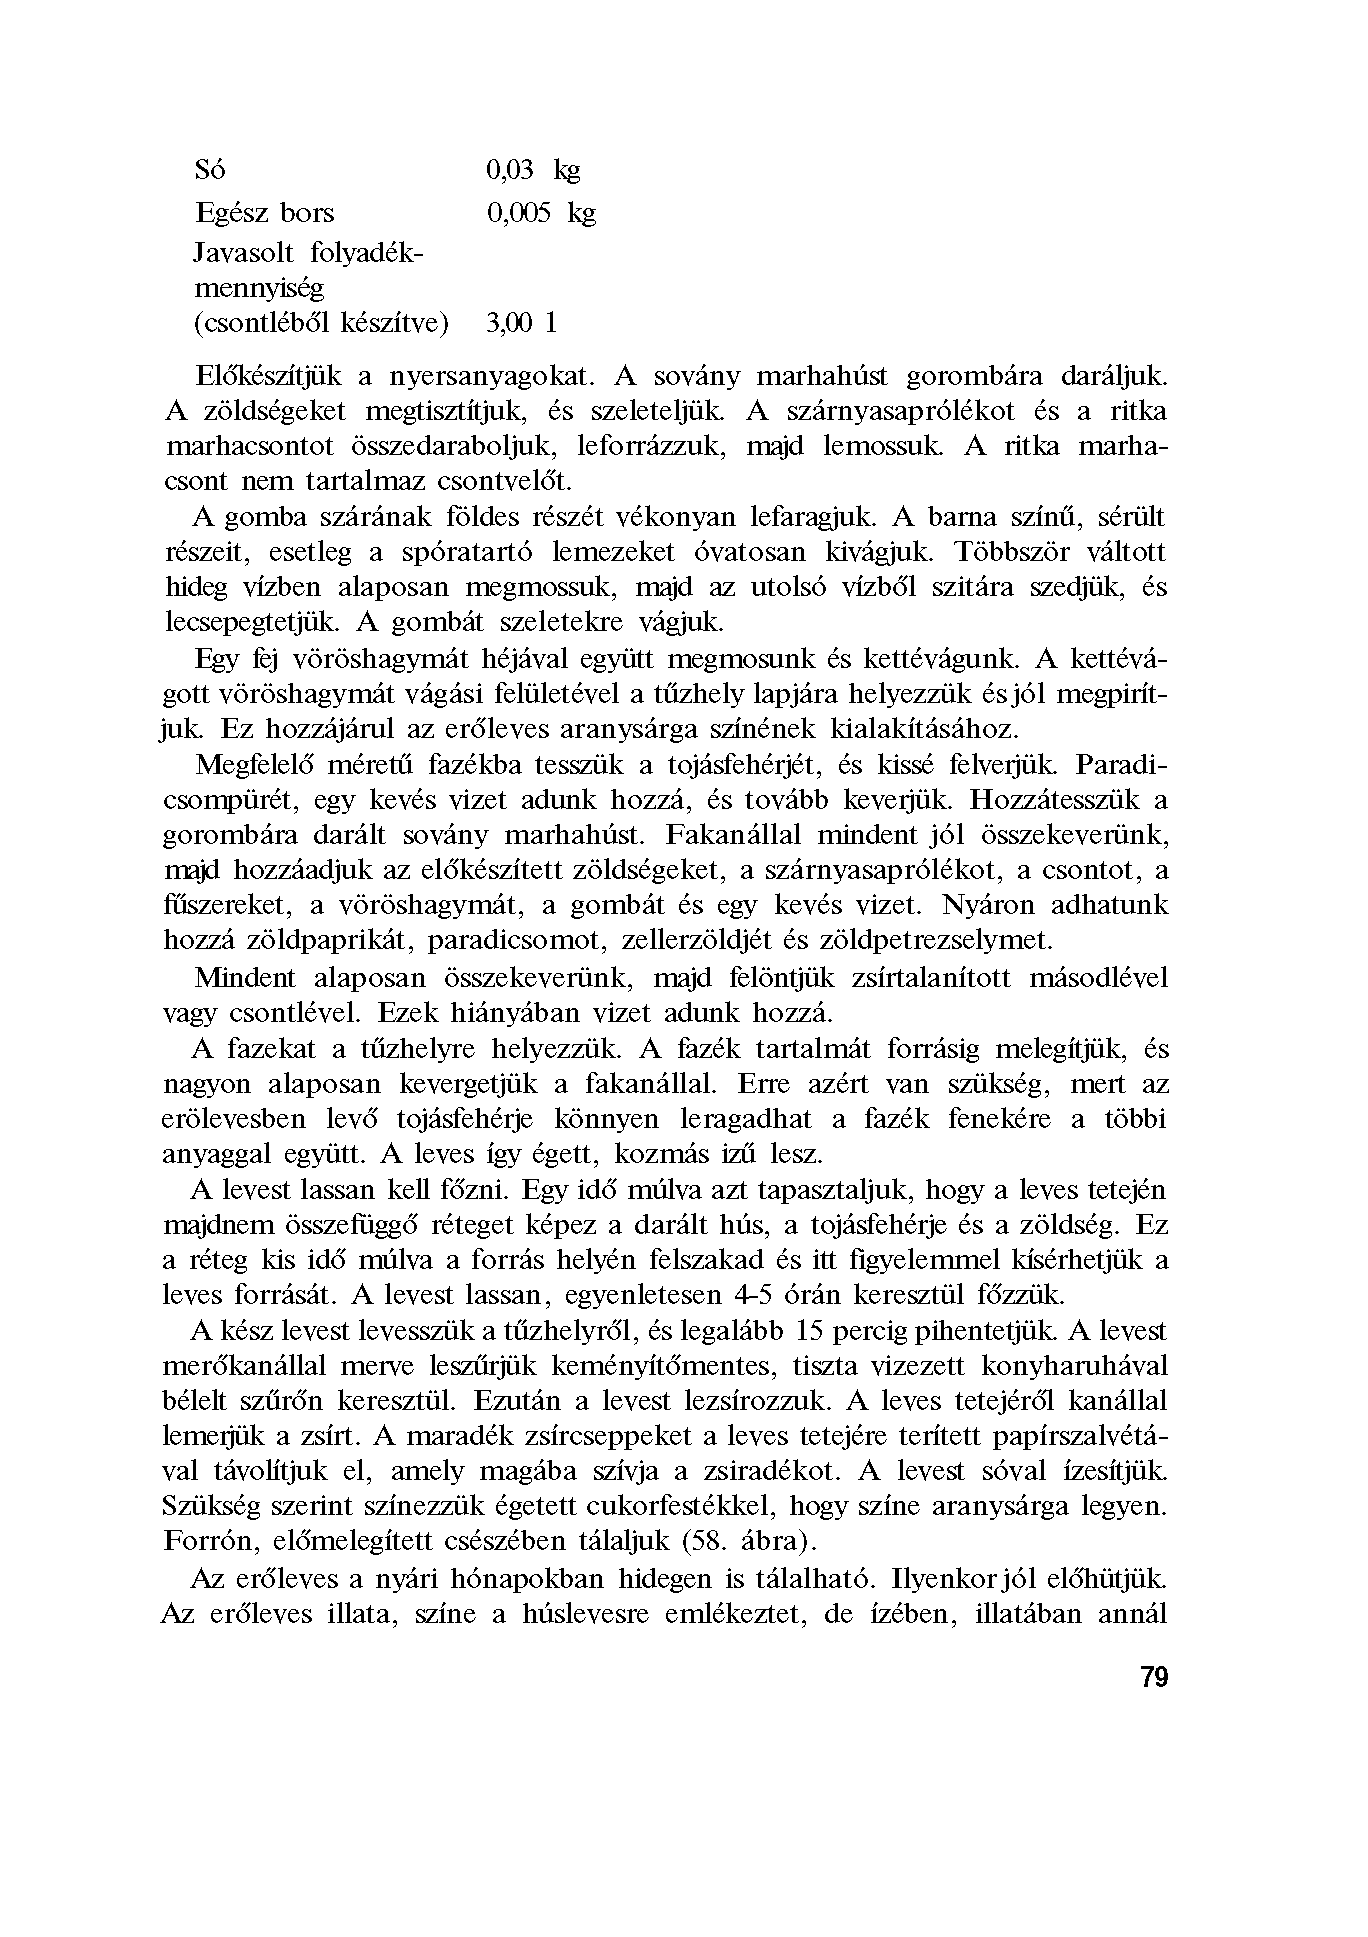 Só 0,03 kg
Egész bors 0,005 kg
Javasolt folyadék-
mennyiség
(csontléből készítve) 3,00 l
Előkészítjük a nyersanyagokat. A sovány marhahúst gorombára daráljuk.
A zöldségeket megtisztítjuk, és szeleteljük. A szárnyasaprólékot és a ritka
marhacsontot összedaraboljuk, leforrázzuk, majd lemossuk. A ritka marha-
csont nem tartalmaz csontvelőt.
A gomba szárának földes részét vékonyan lefaragjuk. A barna színű, sérült
részeit, esetleg a spóratartó lemezeket óvatosan kivágjuk. Többször váltott
hideg vízben alaposan megmossuk, majd az utolsó vízből szitára szedjük, és
lecsepegtetjük. A gombát szeletekre vágjuk.
Egy fej vöröshagymát héjával együtt megmosunk és kettévágunk. A kettévá-
gott vöröshagymát vágási felületével a tűzhely lapjára helyezzük és jól megpirít-
juk. Ez hozzájárul az erőleves aranysárga színének kialakításához.
Megfelelő méretű fazékba tesszük a tojásfehérjét, és kissé felverjük. Paradi-
csompürét, egy kevés vizet adunk hozzá, és tovább keverjük. Hozzátesszük a
gorombára darált sovány marhahúst. Fakanállal mindent jól összekeverünk,
majd hozzáadjuk az előkészített zöldségeket, a szárnyasaprólékot, a csontot, a
fűszereket, a vöröshagymát, a gombát és egy kevés vizet. Nyáron adhatunk
hozzá zöldpaprikát, paradicsomot, zellerzöldjét és zöldpetrezselymet.
Mindent alaposan összekeverünk, majd felöntjük zsírtalanított másodlével
vagy csontlével. Ezek hiányában vizet adunk hozzá.
A fazekat a tűzhelyre helyezzük. A fazék tartalmát forrásig melegítjük, és
nagyon alaposan kevergetjük a fakanállal. Erre azért van szükség, mert az
erölevesben levő tojásfehérje könnyen leragadhat a fazék fenekére a többi
anyaggal együtt. A leves így égett, kozmás izű lesz.
A levest lassan kell főzni. Egy idő múlva azt tapasztaljuk, hogy a leves tetején
majdnem összefüggő réteget képez a darált hús, a tojásfehérje és a zöldség. Ez
a réteg kis idő múlva a forrás helyén felszakad és itt figyelemmel kísérhetjük a
leves forrását. A levest lassan, egyenletesen 4-5 órán keresztül főzzük.
A kész levest levesszük a tűzhelyről, és legalább 15 percig pihentetjük. A levest
merőkanállal merve leszűrjük keményítőmentes, tiszta vizezett konyharuhával
bélelt szűrőn keresztül. Ezután a levest lezsírozzuk. A leves tetejéről kanállal
lemerjük a zsírt. A maradék zsírcseppeket a leves tetejére terített papírszalvétá-
val távolítjuk el, amely magába szívja a zsiradékot. A levest sóval ízesítjük.
Szükség szerint színezzük égetett cukorfestékkel, hogy színe aranysárga legyen.
Forrón, előmelegített csészében tálaljuk (58. ábra).
Az erőleves a nyári hónapokban hidegen is tálalható. Ilyenkor jól előhütjük.
Az erőleves illata, színe a húslevesre emlékeztet, de ízében, illatában annál
79